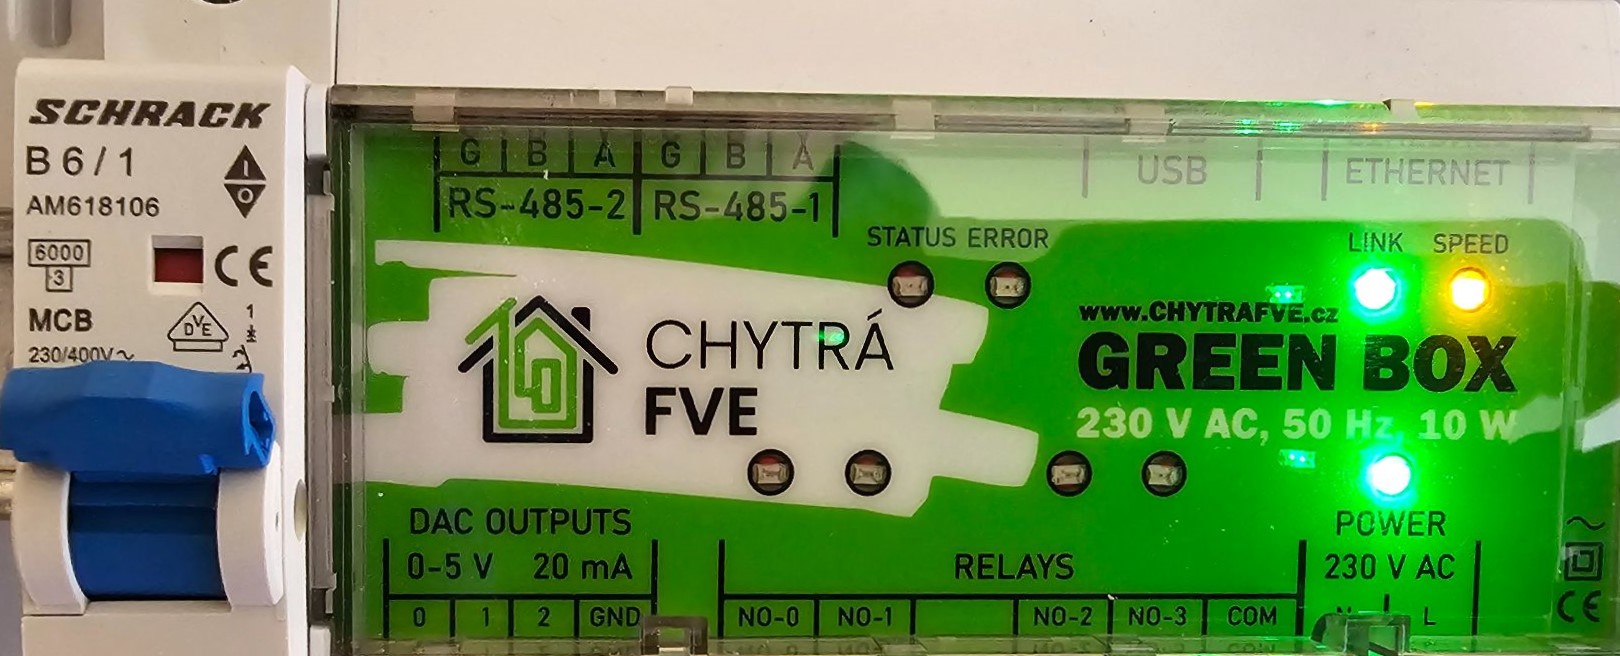 SCHRACK
B 6 / 1
AM618106
I
O
6000
3
CE
MCB
DVE
1
230/400V~
G B A G B A
RS-485-2 RS-485-1
USB
ETHERNET
STATUS ERROR
LINK SPEED
www.CHYTRAFVE.cz
GREEN BOX
230 V AC, 50 Hz, 10 W
CHYTRÁ
FVE
DAC OUTPUTS
0-5 V 20 mA
0 1 2 GND
RELAYS
NO-0 NO-1 NO-2 NO-3 COM
POWER
230 V AC
N L
~
CE